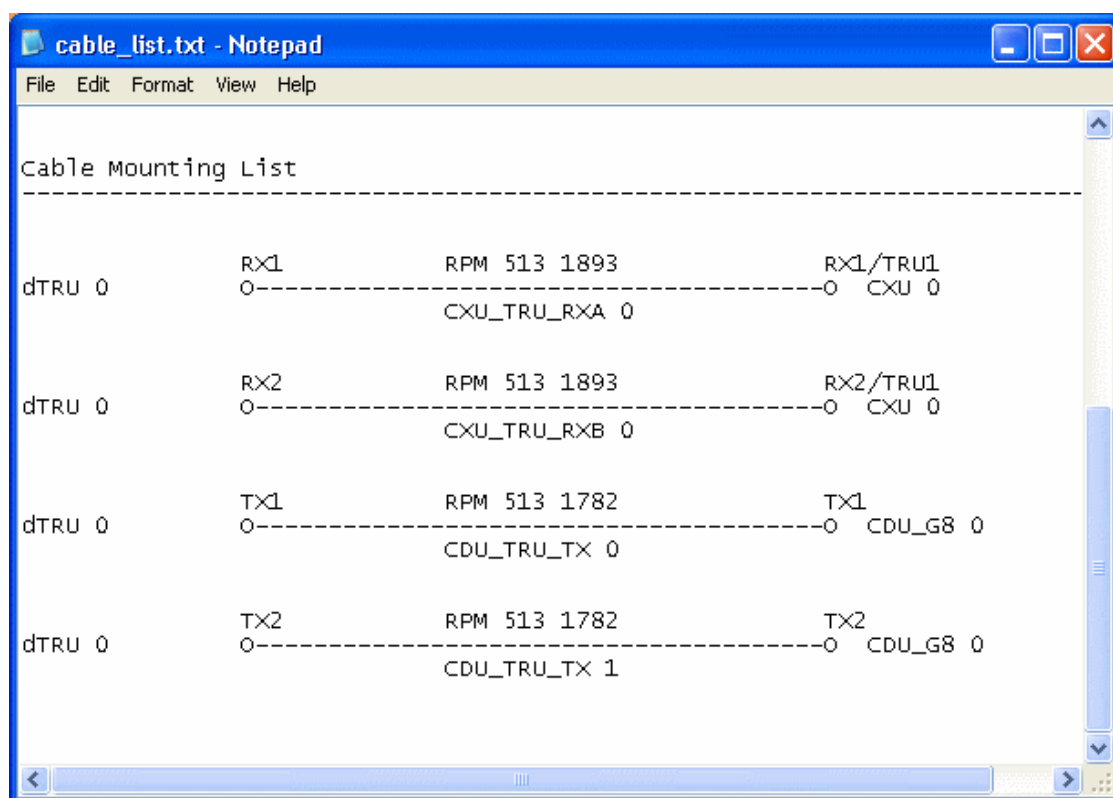 cable_list.txt - Notepad
File Edit Format View Help
Cable Mounting List
--------------------------------------------------------------------------
RX1 RPM 513 1893 RX1/TRU1
dTRU 0 O---------------------------------------O CXU 0
CXU_TRU_RXA 0
RX2 RPM 513 1893 RX2/TRU1
dTRU 0 O---------------------------------------O CXU 0
CXU_TRU_RXB 0
TX1 RPM 513 1782 TX1
dTRU 0 O---------------------------------------O CDU_G8 0
CDU_TRU_TX 0
TX2 RPM 513 1782 TX2
dTRU 0 O---------------------------------------O CDU_G8 0
CDU_TRU_TX 1